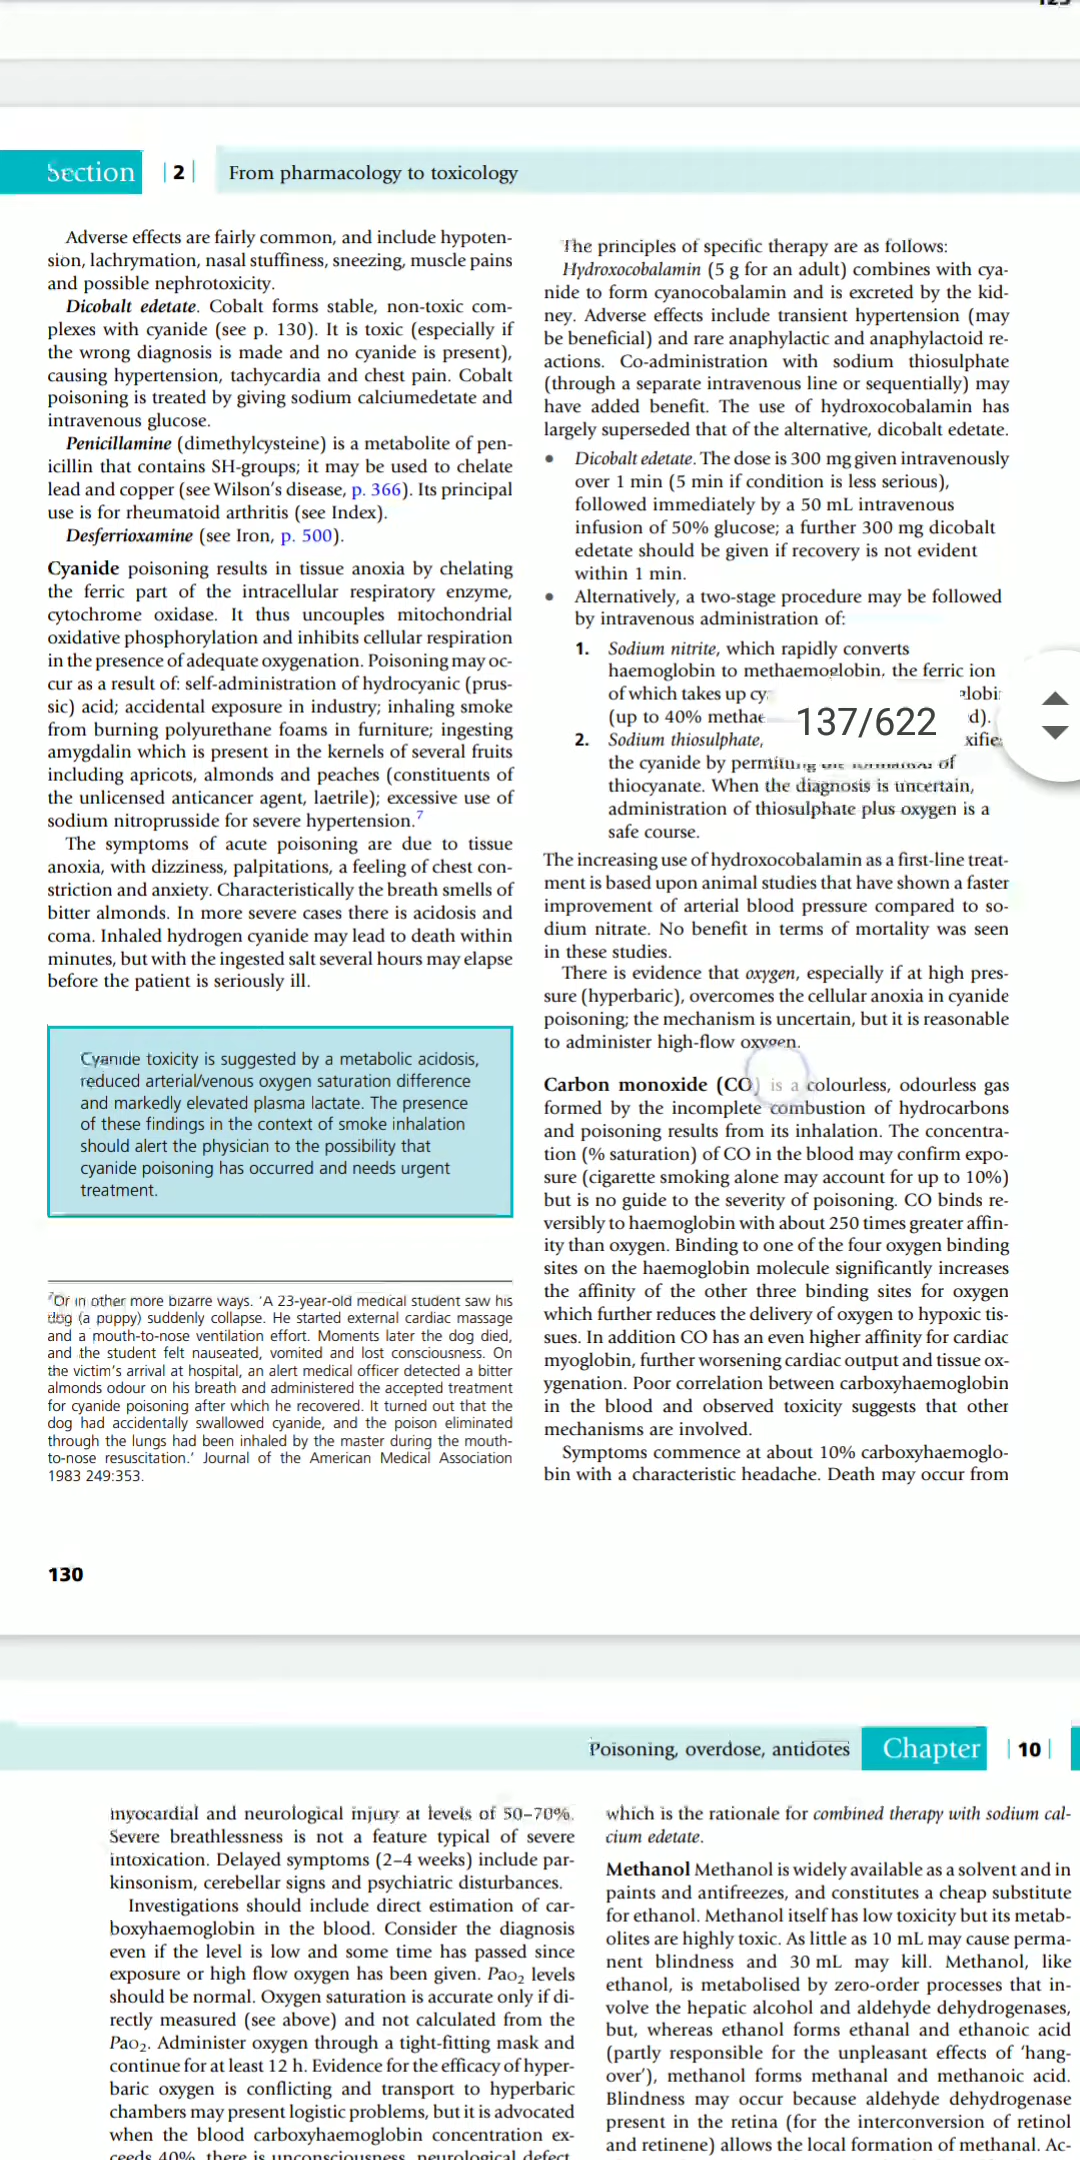 Section | 2 | From pharmacology to toxicology
Adverse effects are fairly common, and include hypoten-
sion, lachrymation, nasal stuffiness, sneezing, muscle pains
and possible nephrotoxicity.
Dicobalt edetate. Cobalt forms stable, non-toxic com-
plexes with cyanide (see p. 130). It is toxic (especially if
the wrong diagnosis is made and no cyanide is present),
causing hypertension, tachycardia and chest pain. Cobalt
poisoning is treated by giving sodium calciumedetate and
intravenous glucose.
Penicillamine (dimethylcysteine) is a metabolite of pen-
icillin that contains SH-groups; it may be used to chelate
lead and copper (see Wilson's disease, p. 366). Its principal
use is for rheumatoid arthritis (see Index).
Desferrioxamine (see Iron, p. 500).
Cyanide poisoning results in tissue anoxia by chelating
the ferric part of the intracellular respiratory enzyme,
cytochrome oxidase. It thus uncouples mitochondrial
oxidative phosphorylation and inhibits cellular respiration
in the presence of adequate oxygenation. Poisoning may oc-
cur as a result of: self-administration of hydrocyanic (prus-
sic) acid; accidental exposure in industry; inhaling smoke
from burning polyurethane foams in furniture; ingesting
amygdalin which is present in the kernels of several fruits
including apricots, almonds and peaches (constituents of
the unlicensed anticancer agent, laetrile); excessive use of
sodium nitroprusside for severe hypertension.7
The symptoms of acute poisoning are due to tissue
anoxia, with dizziness, palpitations, a feeling of chest con-
striction and anxiety. Characteristically the breath smells of
bitter almonds. In more severe cases there is acidosis and
coma. Inhaled hydrogen cyanide may lead to death within
minutes, but with the ingested salt several hours may elapse
before the patient is seriously ill.
Cyanide toxicity is suggested by a metabolic acidosis,
reduced arterial/venous oxygen saturation difference
and markedly elevated plasma lactate. The presence
of these findings in the context of smoke inhalation
should alert the physician to the possibility that
cyanide poisoning has occurred and needs urgent
treatment.
7Or in other more bizarre ways. 'A 23-year-old medical student saw his
dog (a puppy) suddenly collapse. He started external cardiac massage
and a mouth-to-nose ventilation effort. Moments later the dog died,
and the student felt nauseated, vomited and lost consciousness. On
the victim's arrival at hospital, an alert medical officer detected a bitter
almonds odour on his breath and administered the accepted treatment
for cyanide poisoning after which he recovered. It turned out that the
dog had accidentally swallowed cyanide, and the poison eliminated
through the lungs had been inhaled by the master during the mouth-
to-nose resuscitation.' Journal of the American Medical Association
1983 249:353.
The principles of specific therapy are as follows:
Hydroxocobalamin (5 g for an adult) combines with cya-
nide to form cyanocobalamin and is excreted by the kid-
ney. Adverse effects include transient hypertension (may
be beneficial) and rare anaphylactic and anaphylactoid re-
actions. Co-administration with sodium thiosulphate
(through a separate intravenous line or sequentially) may
have added benefit. The use of hydroxocobalamin has
largely superseded that of the alternative, dicobalt edetate.
• Dicobalt edetate. The dose is 300 mg given intravenously
over 1 min (5 min if condition is less serious),
followed immediately by a 50 mL intravenous
infusion of 50% glucose; a further 300 mg dicobalt
edetate should be given if recovery is not evident
within 1 min.
• Alternatively, a two-stage procedure may be followed
by intravenous administration of:
1. Sodium nitrite, which rapidly converts
haemoglobin to methaemoglobin, the ferric ion
of which takes up
(up to 40%
137/622
2. Sodium thiosulphate,
the cyanide by permitting the formation of
thiocyanate. When the diagnosis is uncertain,
administration of thiosulphate plus oxygen is a
safe course.
The increasing use of hydroxocobalamin as a first-line treat-
ment is based upon animal studies that have shown a faster
improvement of arterial blood pressure compared to so-
dium nitrate. No benefit in terms of mortality was seen
in these studies.
There is evidence that oxygen, especially if at high pres-
sure (hyperbaric), overcomes the cellular anoxia in cyanide
poisoning; the mechanism is uncertain, but it is reasonable
to administer high-flow oxygen.
Carbon monoxide (CO) is a colourless, odourless gas
formed by the incomplete combustion of hydrocarbons
and poisoning results from its inhalation. The concentra-
tion (% saturation) of CO in the blood may confirm expo-
sure (cigarette smoking alone may account for up to 10%)
but is no guide to the severity of poisoning. CO binds re-
versibly to haemoglobin with about 250 times greater affin-
ity than oxygen. Binding to one of the four oxygen binding
sites on the haemoglobin molecule significantly increases
the affinity of the other three binding sites for oxygen
which further reduces the delivery of oxygen to hypoxic tis-
sues. In addition CO has an even higher affinity for cardiac
myoglobin, further worsening cardiac output and tissue ox-
ygenation. Poor correlation between carboxyhaemoglobin
in the blood and observed toxicity suggests that other
mechanisms are involved.
Symptoms commence at about 10% carboxyhaemoglo-
bin with a characteristic headache. Death may occur from
130
Poisoning, overdose, antidotes Chapter | 10 |
myocardial and neurological injury at levels of 50–70%.
Severe breathlessness is not a feature typical of severe
intoxication. Delayed symptoms (2–4 weeks) include par-
kinsonism, cerebellar signs and psychiatric disturbances.
Investigations should include direct estimation of car-
boxyhaemoglobin in the blood. Consider the diagnosis
even if the level is low and some time has passed since
exposure or high flow oxygen has been given. Pao2 levels
should be normal. Oxygen saturation is accurate only if di-
rectly measured (see above) and not calculated from the
Pao2. Administer oxygen through a tight-fitting mask and
continue for at least 12 h. Evidence for the efficacy of hyper-
baric oxygen is conflicting and transport to hyperbaric
chambers may present logistic problems, but it is advocated
when the blood carboxyhaemoglobin concentration ex-
ceeds 40%, there is unconsciousness, neurological defect,
which is the rationale for combined therapy with sodium cal-
cium edetate.
Methanol Methanol is widely available as a solvent and in
paints and antifreezes, and constitutes a cheap substitute
for ethanol. Methanol itself has low toxicity but its metab-
olites are highly toxic. As little as 10 mL may cause perma-
nent blindness and 30 mL may kill. Methanol, like
ethanol, is metabolised by zero-order processes that in-
volve the hepatic alcohol and aldehyde dehydrogenases,
but, whereas ethanol forms ethanal and ethanoic acid
(partly responsible for the unpleasant effects of 'hang-
over'), methanol forms methanal and methanoic acid.
Blindness may occur because aldehyde dehydrogenase
present in the retina (for the interconversion of retinol
and retinene) allows the local formation of methanal. Ac-